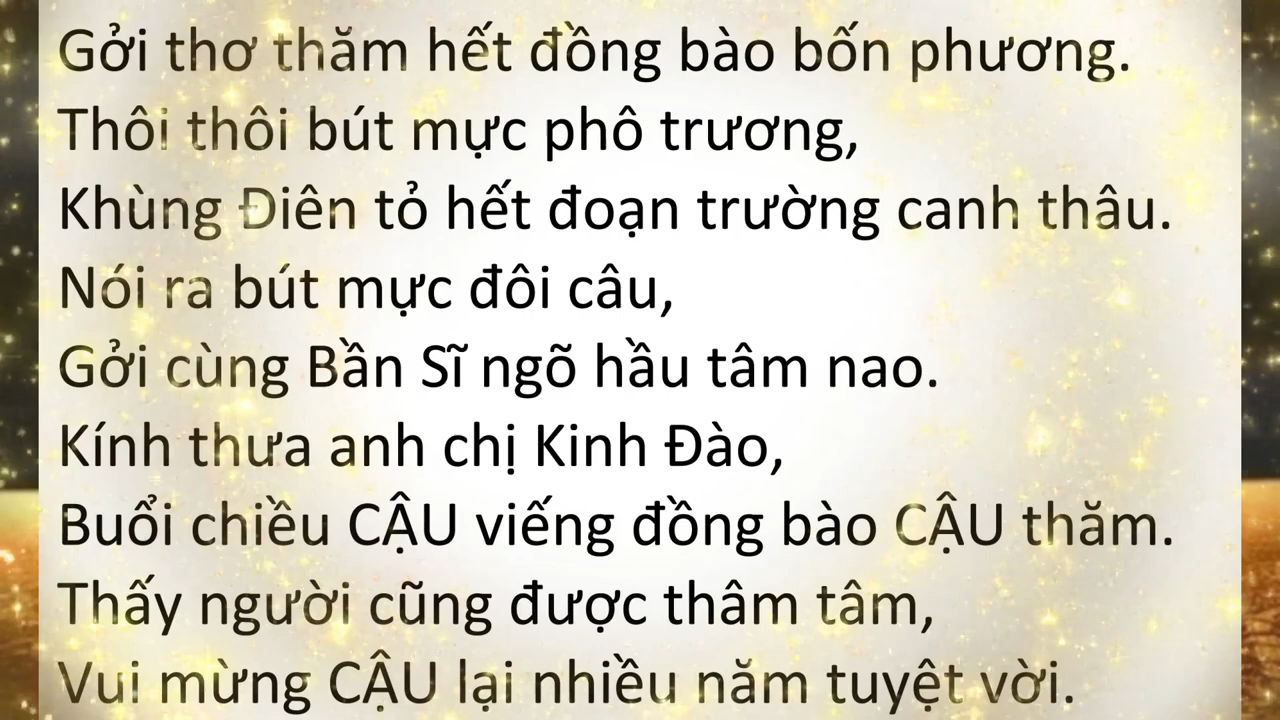 Gởi thơ thăm hết đồng bào bốn phương.
Thôi thôi bút mực phô trương,
Khùng Điên tỏ hết đoạn trường canh thâu.
Nói ra bút mực đôi câu,
Gởi cùng Bần Sĩ ngõ hầu tâm nao.
Kính thưa anh chị Kinh Đào,
Buổi chiều CẬU viếng đồng bào CẬU thăm.
Thấy người cũng được thâm tâm,
Vui mừng CẬU lại nhiều năm tuyệt vời.